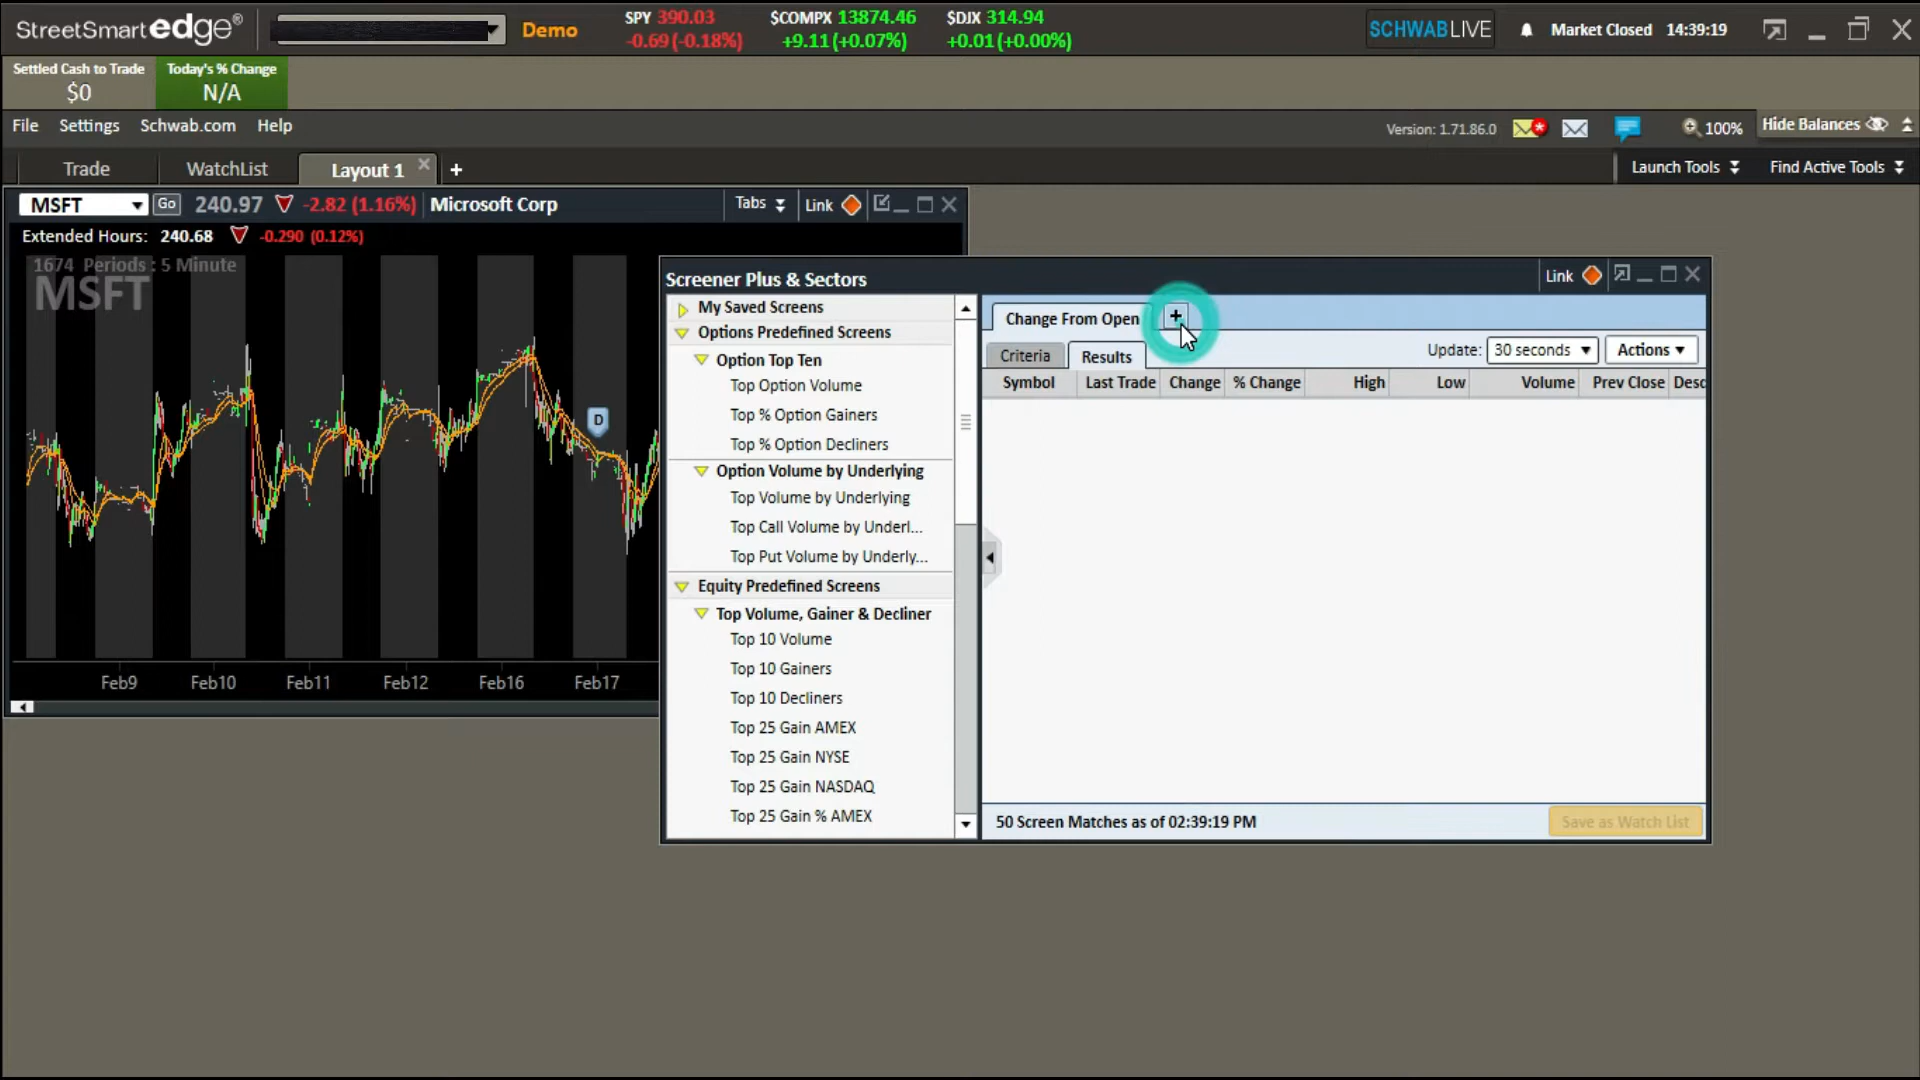 StreetSmart edge®
Demo
SPY 390.03
-0.69 (-0.18%)
$COMPX 13874.46
+9.11 (+0.07%)
$DJX 314.94
+0.01 (+0.00%)
SCHWABLIVE
Market Closed 14:39:19
Settled Cash to Trade
$0
Today's % Change
N/A
File Settings Schwab.com Help
Version: 1.71.86.0
100%
Hide Balances
Trade WatchList Layout 1 +
Launch Tools
Find Active Tools
MSFT Go 240.97 -2.82 (1.16%) Microsoft Corp
Tabs Link
Extended Hours: 240.68 -0.290 (0.12%)
1674 Periods : 5 Minute
MSFT
D
Feb9 Feb10 Feb11 Feb12 Feb16 Feb17
Screener Plus & Sectors
Link
My Saved Screens
Options Predefined Screens
Option Top Ten
Top Option Volume
Top % Option Gainers
Top % Option Decliners
Option Volume by Underlying
Top Volume by Underlying
Top Call Volume by Underl...
Top Put Volume by Underly...
Equity Predefined Screens
Top Volume, Gainer & Decliner
Top 10 Volume
Top 10 Gainers
Top 10 Decliners
Top 25 Gain AMEX
Top 25 Gain NYSE
Top 25 Gain NASDAQ
Top 25 Gain % AMEX
Change From Open +
Criteria Results
Update: 30 seconds Actions
Symbol Last Trade Change % Change High Low Volume Prev Close Desc
50 Screen Matches as of 02:39:19 PM
Save as Watch List